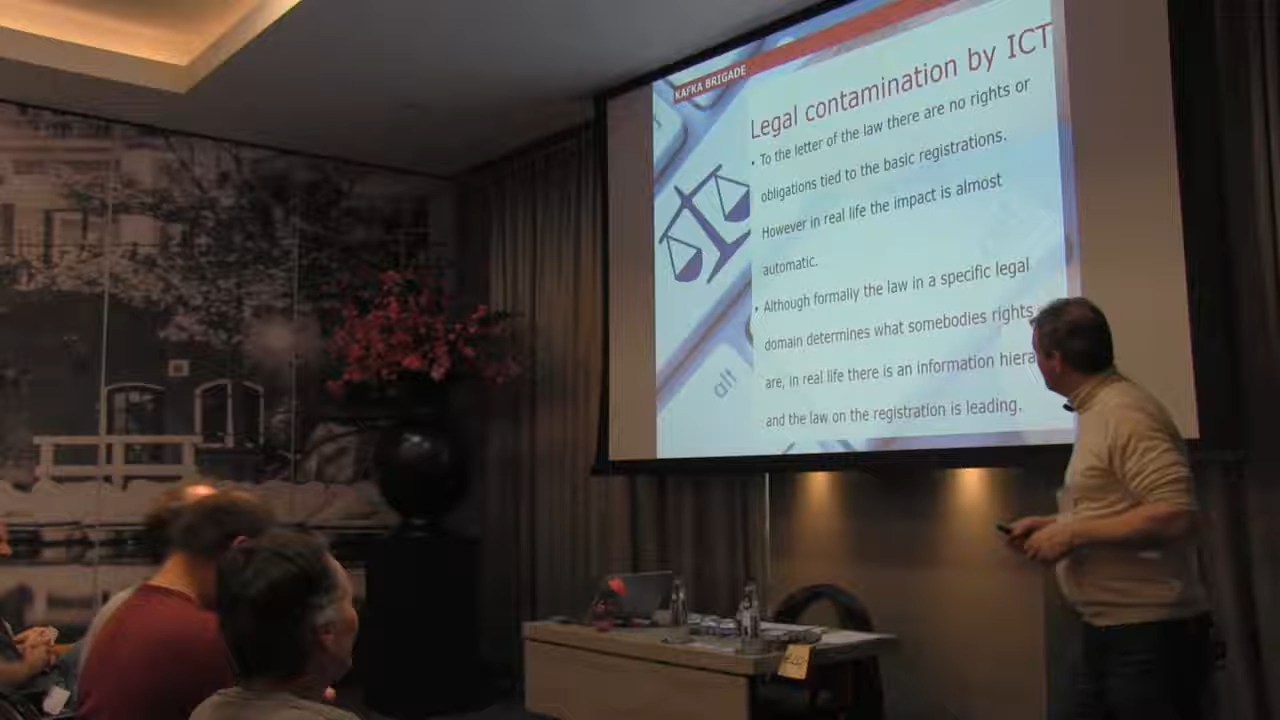 KAFKA BRIGADE
Legal contamination by ICT
• To the letter of the law there are no rights or
obligations tied to the basic registrations.
However in real life the impact is almost
automatic.
• Although formally the law in a specific legal
domain determines what somebodies rights
are, in real life there is an information hiera
and the law on the registration is leading.
alt